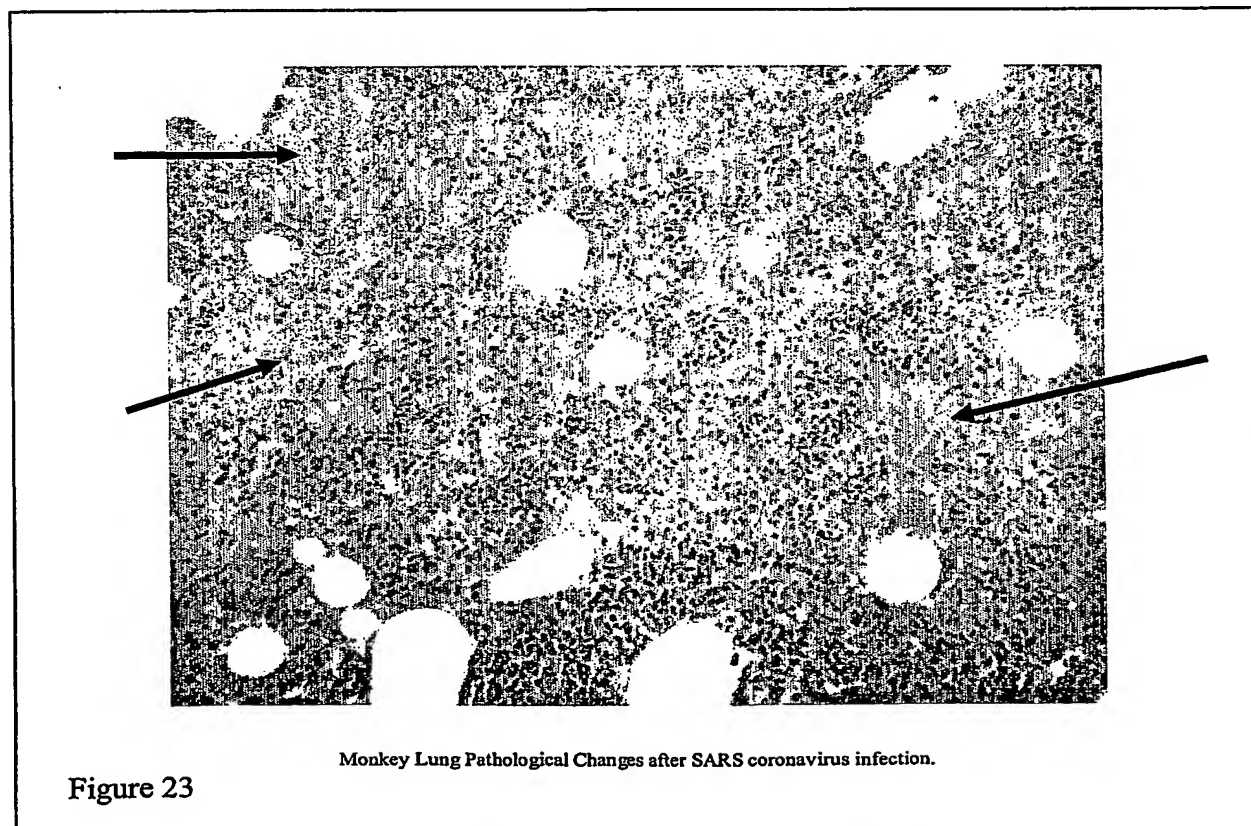 Monkey Lung Pathological Changes after SARS coronavirus infection.
Figure 23